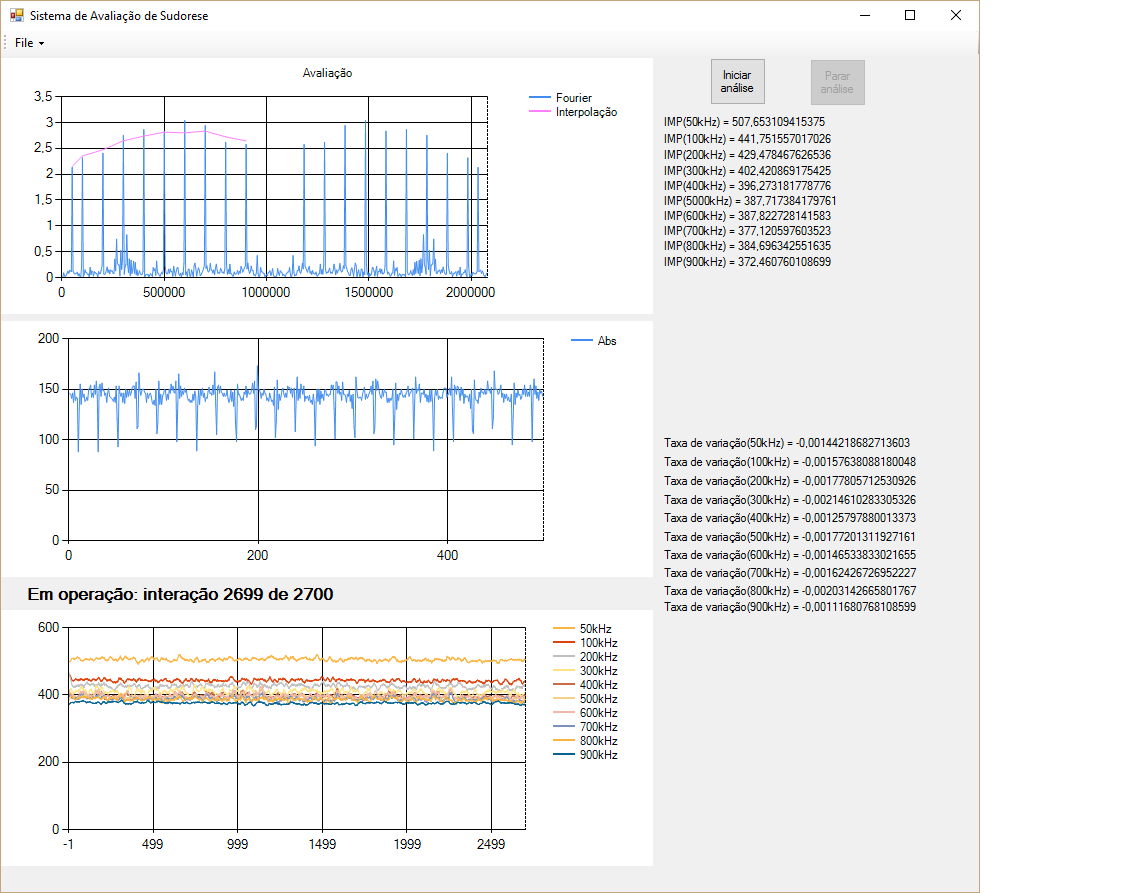 Sistema de Avaliação de Sudorese
File
Avaliação
3,5
3
2,5
2
1,5
1
0,5
0
0 500000 1000000 1500000 2000000
Fourier
Interpolação
Iniciar análise
Parar análise
IMP(50kHz) = 507,653109415375
IMP(100kHz) = 441,751557017026
IMP(200kHz) = 429,478467626536
IMP(300kHz) = 402,420869175425
IMP(400kHz) = 396,273181778776
IMP(5000kHz) = 387,717384179761
IMP(600kHz) = 387,822728141583
IMP(700kHz) = 377,120597603523
IMP(800kHz) = 384,696342551635
IMP(900kHz) = 372,460760108699
200
150
100
50
0
0 200 400
Abs
Taxa de variação(50kHz) = -0,00144218682713603
Taxa de variação(100kHz) = -0,00157638088180048
Taxa de variação(200kHz) = -0,00177805712530926
Taxa de variação(300kHz) = -0,00214610283305326
Taxa de variação(400kHz) = -0,00125797880013373
Taxa de variação(500kHz) = -0,00177201311927161
Taxa de variação(600kHz) = -0,00146533833021655
Taxa de variação(700kHz) = -0,00162426726952227
Taxa de variação(800kHz) = -0,00203142665801767
Taxa de variação(900kHz) = -0,00111680768108599
Em operação: interação 2699 de 2700
600
400
200
0
-1 499 999 1499 1999 2499
50kHz
100kHz
200kHz
300kHz
400kHz
500kHz
600kHz
700kHz
800kHz
900kHz